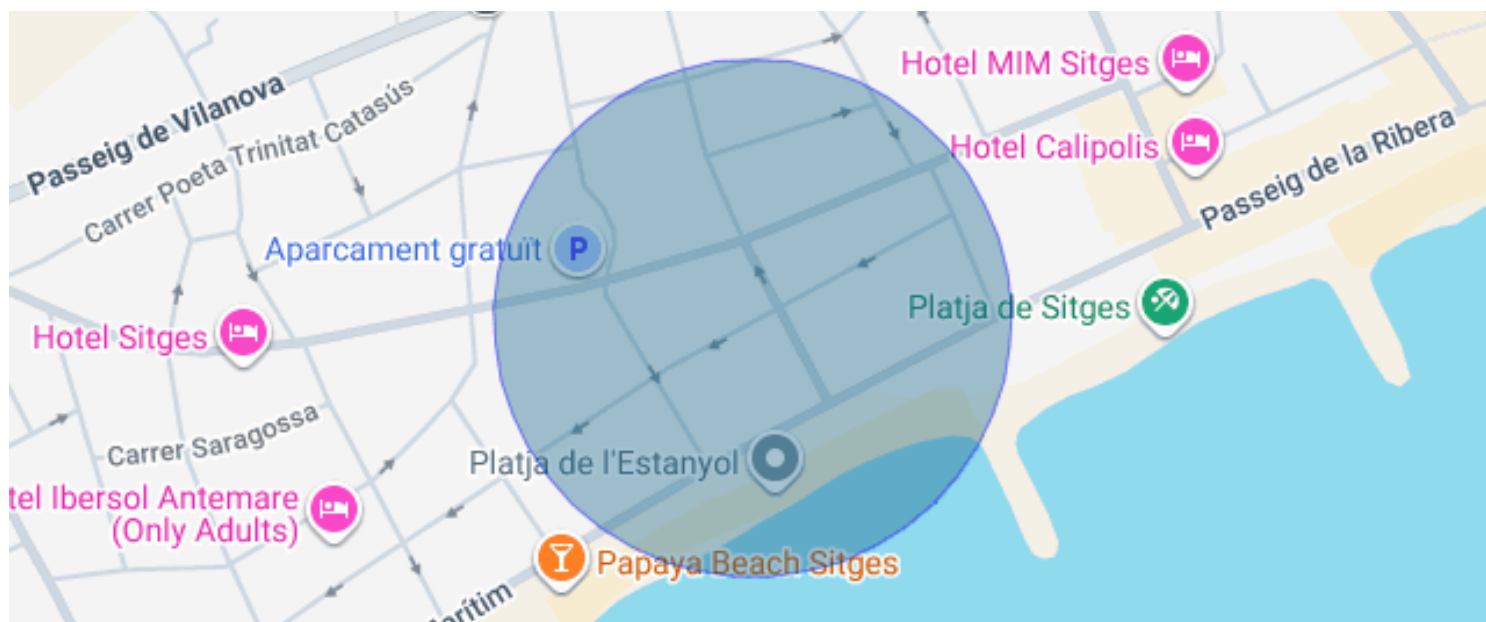 Hotel MIM Sitges
Passeig de Vilanova
Carrer Poeta Trinitat Catasús
Hotel Calipolis
Passeig de la Ribera
Aparcament gratuït
P
Platja de Sitges
Hotel Sitges
Carrer Saragossa
Platja de l'Estanyol
tel Ibersol Antemare
(Only Adults)
Papaya Beach Sitges
arítim